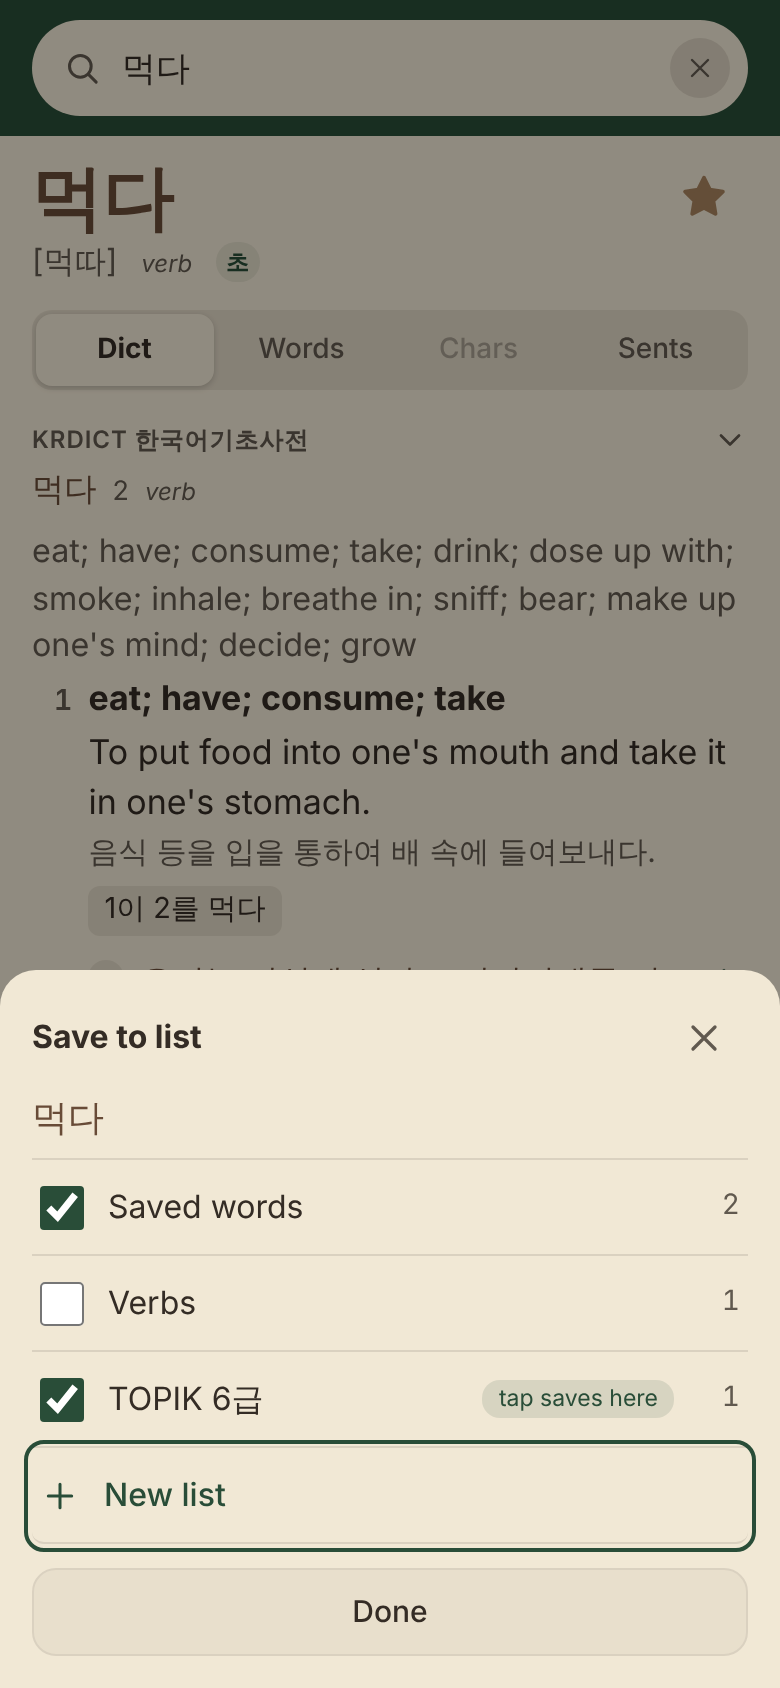 먹다
먹다
[먹따] verb 초
Dict Words Chars Sents
KRDICT 한국어기초사전
먹다 2 verb
eat; have; consume; take; drink; dose up with;
smoke; inhale; breathe in; sniff; bear; make up
one's mind; decide; grow
1 eat; have; consume; take
To put food into one's mouth and take it
in one's stomach.
음식 등을 입을 통하여 배 속에 들여보내다.
1이 2를 먹다
Save to list
먹다
Saved words 2
Verbs 1
TOPIK 6급 tap saves here 1
New list
Done